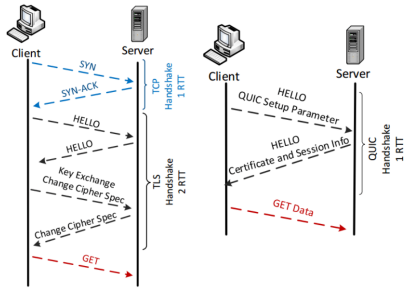 Client
Server
SYN
SYN-ACK
TCP
Handshake
1 RTT
HELLO
HELLO
Key Exchange
Change Cipher Spec
Change Cipher Spec
TLS
Handshake
2 RTT
GET
Client
Server
HELLO
QUIC Setup Parameter
HELLO
Certificate and Session Info
QUIC
Handshake
1 RTT
GET Data